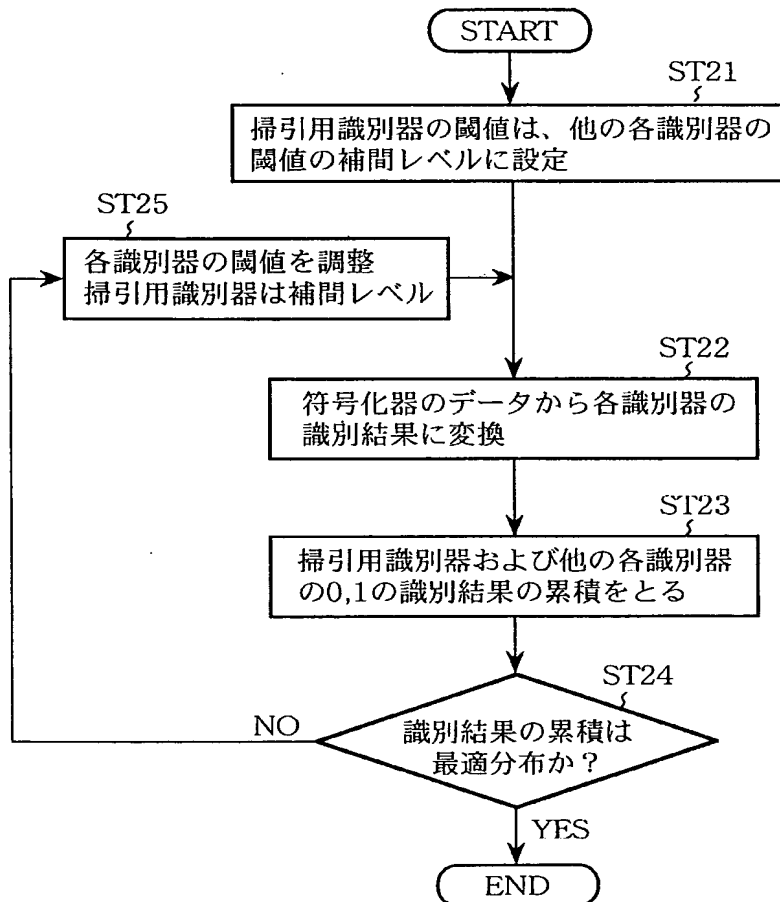 START
ST21
掃引用識別器の閾値は、他の各識別器の
閾値の補間レベルに設定
ST25
各識別器の閾値を調整
掃引用識別器は補間レベル
ST22
符号化器のデータから各識別器の
識別結果に変換
ST23
掃引用識別器および他の各識別器
の0,1の識別結果の累積をとる
ST24
識別結果の累積は
最適分布か？
NO
YES
END